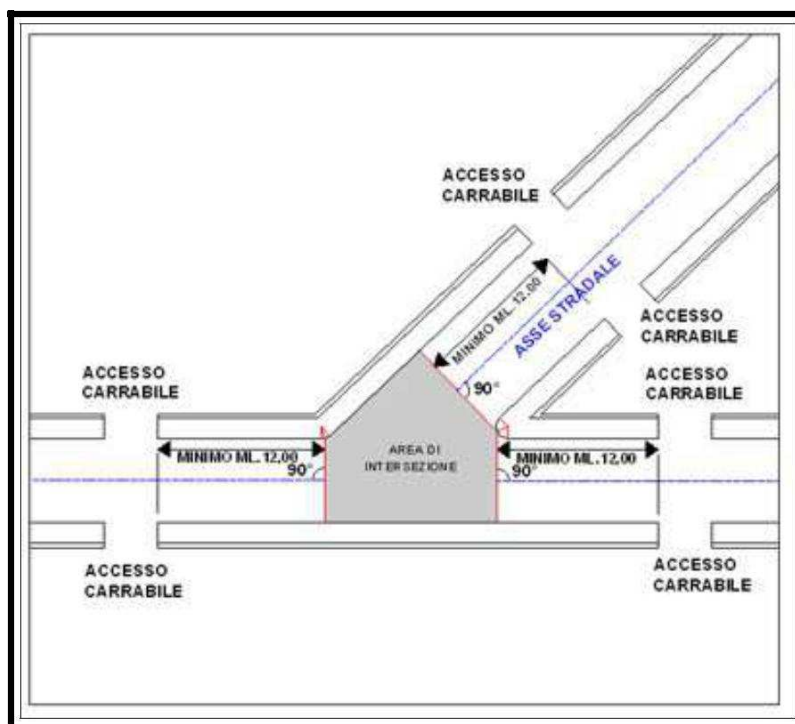 ACCESSO
CARRABILE
MINIMO ML. 12,00
ASSE STRADALE
90°
ACCESSO
CARRABILE
ACCESSO
CARRABILE
ACCESSO
CARRABILE
MINIMO ML. 12,00
90°
AREA DI
INTERSEZIONE
MINIMO ML. 12,00
90°
ACCESSO
CARRABILE
ACCESSO
CARRABILE